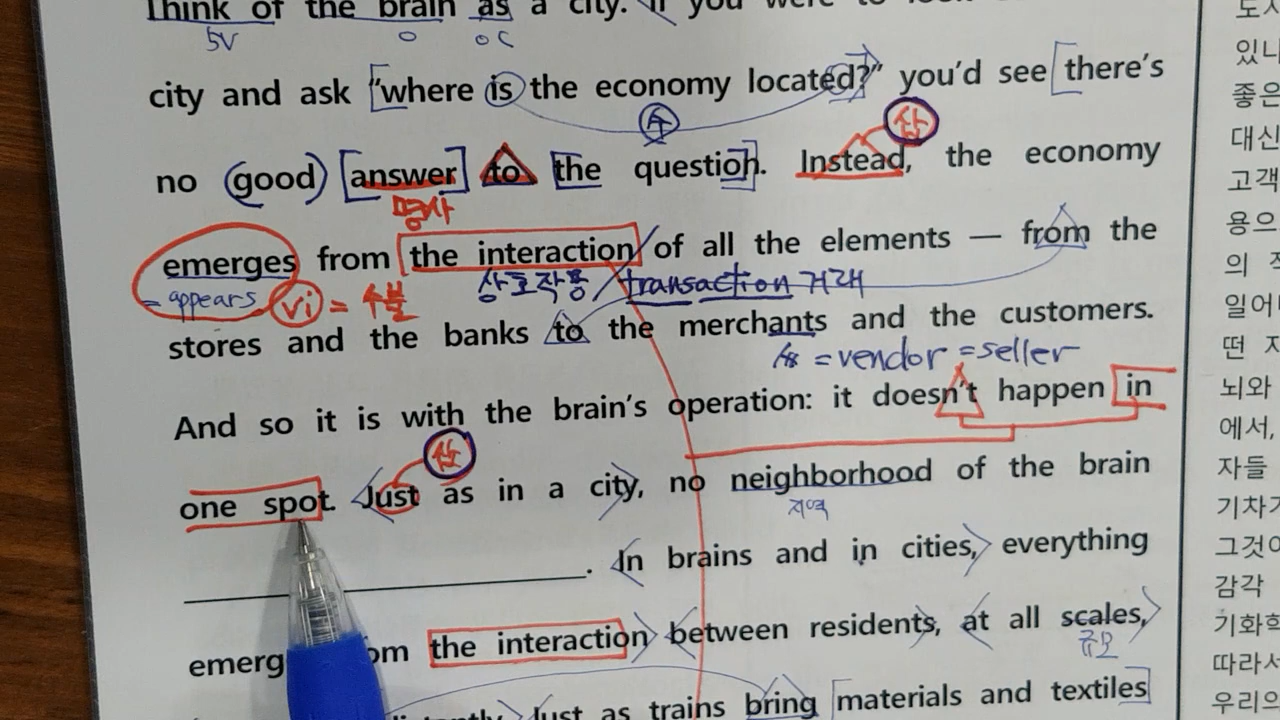 Think of the brain as a city. If you were to look
SV O OC
city and ask “where is the economy located?” you’d see there’s
수
상
no good answer to the question. Instead, the economy
명사
emerges from the interaction of all the elements — from the
= appears vi = 수불 상호작용 / transaction 거래
stores and the banks to the merchants and the customers.
= vendor = seller
And so it is with the brain’s operation: it doesn’t happen in
상
one spot. Just as in a city, no neighborhood of the brain
지역
. In brains and in cities, everything
the interaction between residents, at all scales,
규모
Just as trains bring materials and textiles
도시
있나
좋은
대신
고객
용으
의
일어
떤
뇌와
에서,
자들
기차가
그것이
감각
기화학
따라서
우리의